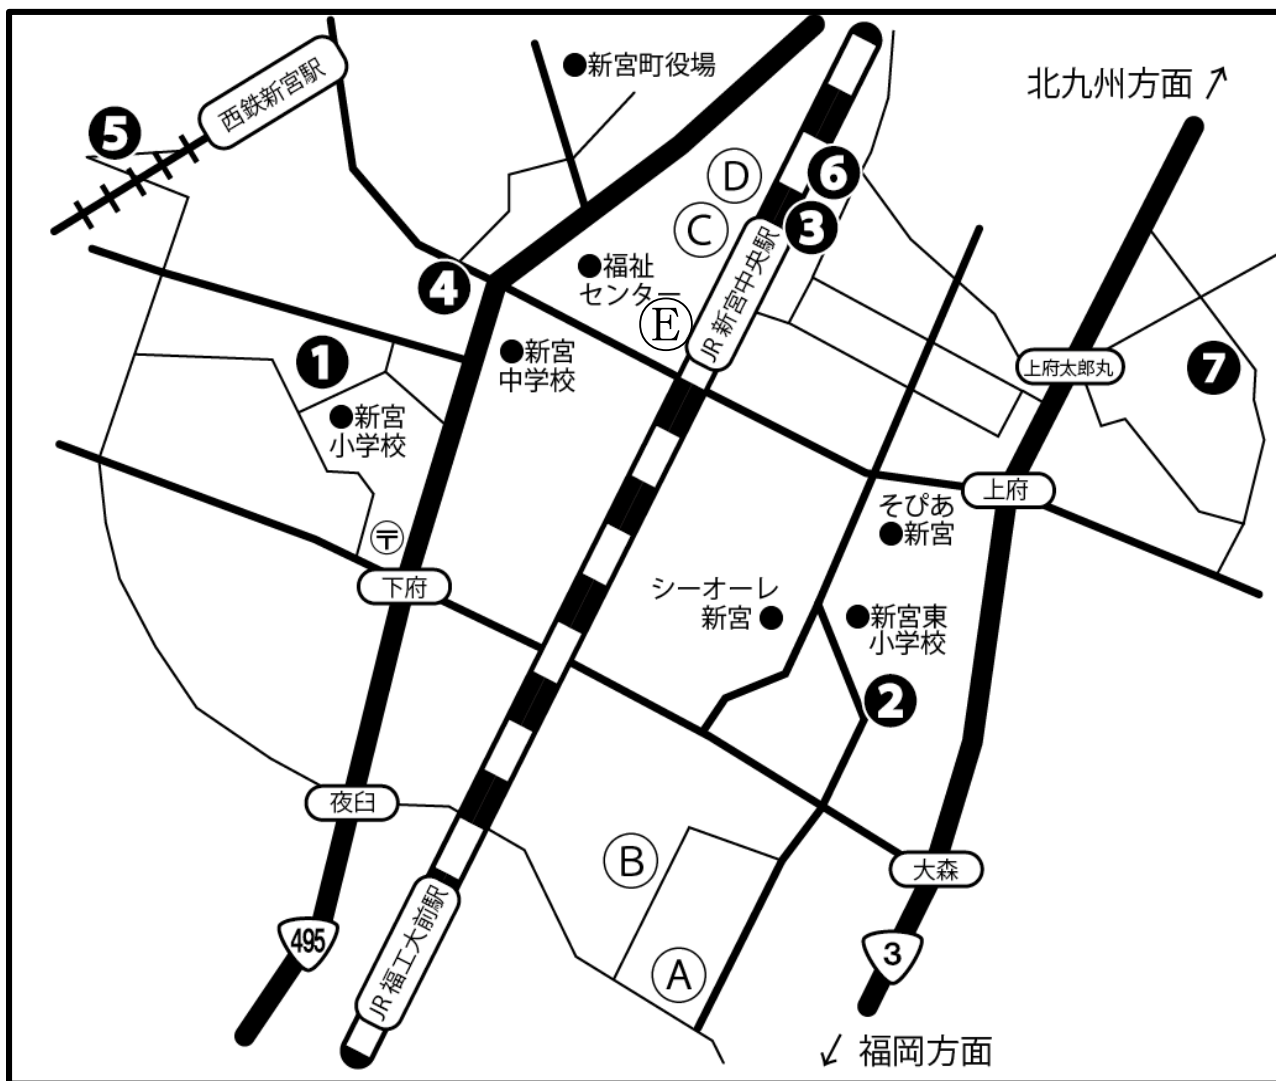 新宮町役場
北九州方面
西鉄新宮駅
5
6
D
3
C
福祉
センター
4
E
JR 新宮中央駅
新宮
中学校
1
上府太郎丸
7
新宮
小学校
上府
そぴあ
新宮
〒
下府
シーオーレ
新宮
新宮東
小学校
2
夜臼
B
大森
495
JR 福工大前駅
3
A
福岡方面